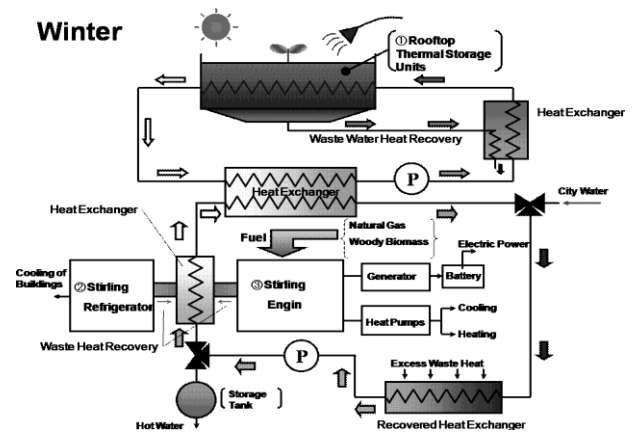 Winter
①Rooftop
Thermal Storage
Units
Waste Water Heat Recovery
Heat Exchanger
Heat Exchanger
P
City Water
Heat Exchanger
Fuel
Natural Gas
Woody Biomass
Electric Power
Cooling of
Buildings
②Stirling
Refrigerator
③Stirling
Engin
Generator
Battery
Heat Pumps
Cooling
Heating
Waste Heat Recovery
P
Excess Waste Heat
Storage
Tank
Hot Water
Recovered Heat Exchanger